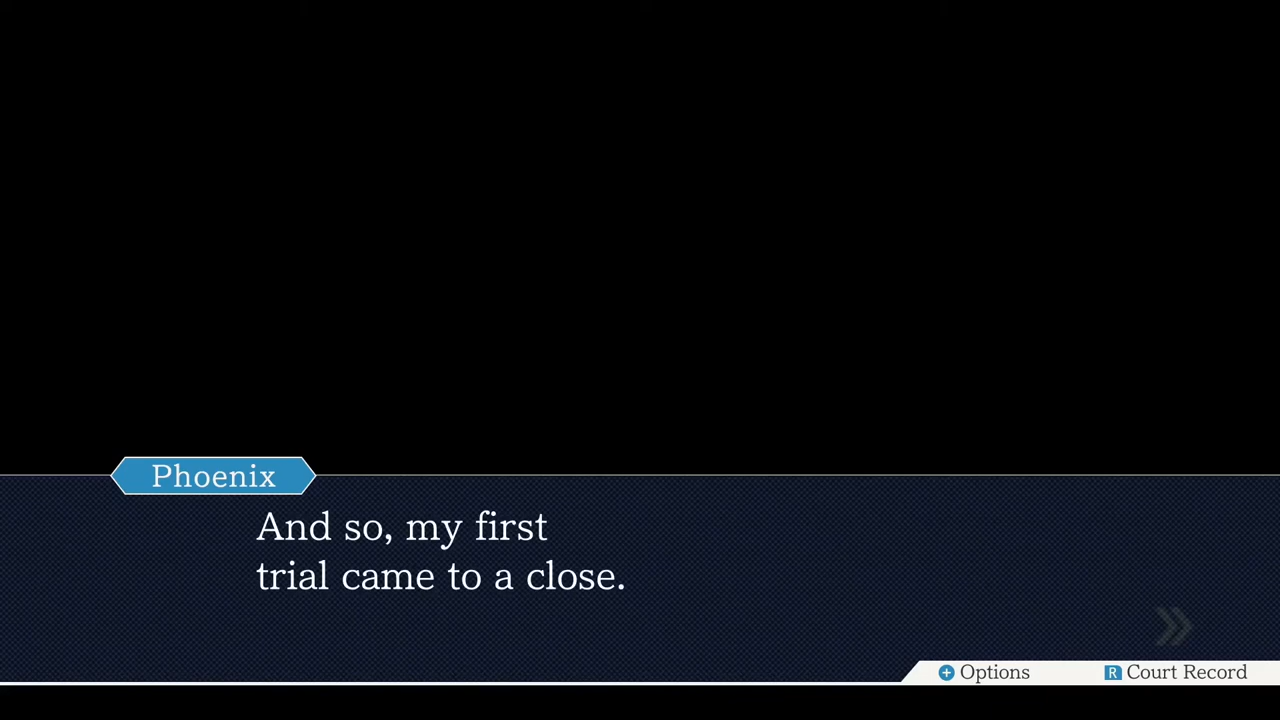 Phoenix
And so, my first
trial came to a close.
+ Options
R Court Record